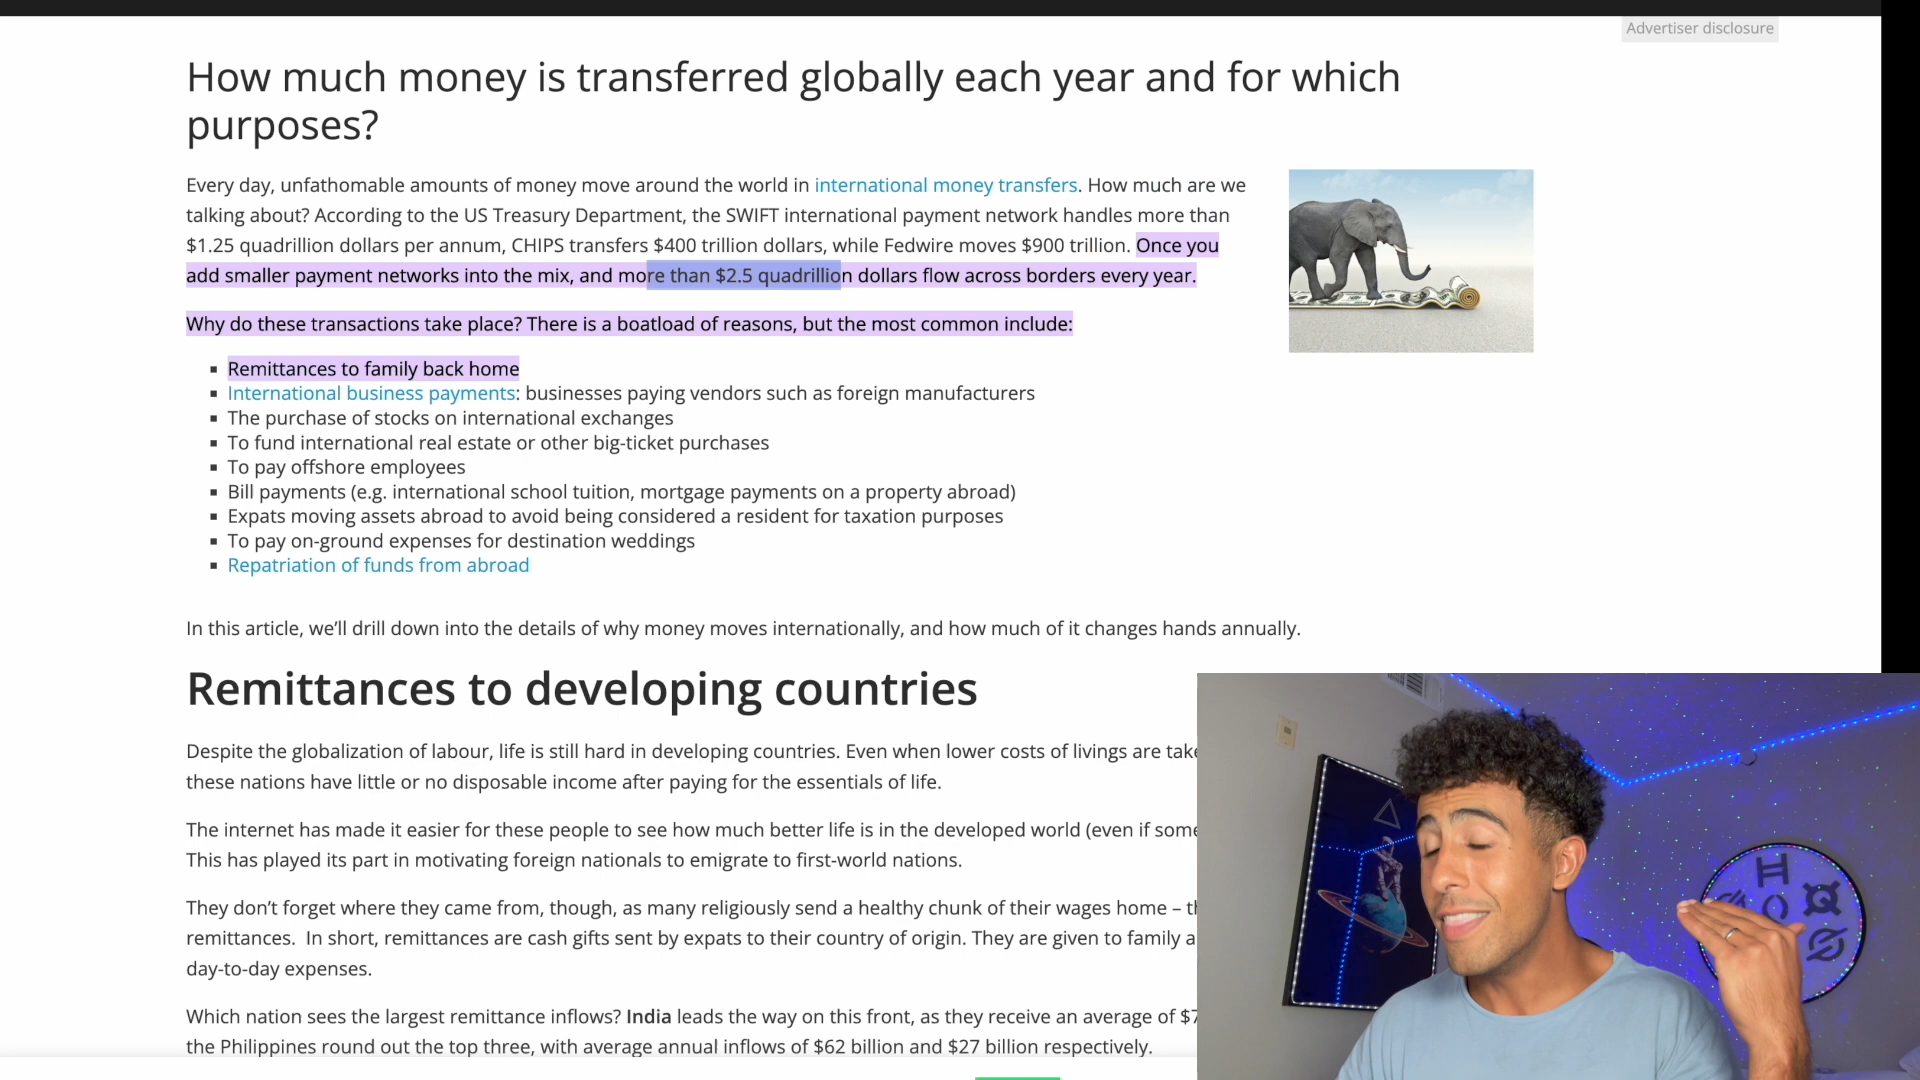 Advertiser disclosure
How much money is transferred globally each year and for which
purposes?
Every day, unfathomable amounts of money move around the world in international money transfers. How much are we
talking about? According to the US Treasury Department, the SWIFT international payment network handles more than
$1.25 quadrillion dollars per annum, CHIPS transfers $400 trillion dollars, while Fedwire moves $900 trillion. Once you
add smaller payment networks into the mix, and more than $2.5 quadrillion dollars flow across borders every year.
Why do these transactions take place? There is a boatload of reasons, but the most common include:
Remittances to family back home
International business payments: businesses paying vendors such as foreign manufacturers
The purchase of stocks on international exchanges
To fund international real estate or other big-ticket purchases
To pay offshore employees
Bill payments (e.g. international school tuition, mortgage payments on a property abroad)
Expats moving assets abroad to avoid being considered a resident for taxation purposes
To pay on-ground expenses for destination weddings
Repatriation of funds from abroad
In this article, we’ll drill down into the details of why money moves internationally, and how much of it changes hands annually.
Remittances to developing countries
Despite the globalization of labour, life is still hard in developing countries. Even when lower costs of livings are
these nations have little or no disposable income after paying for the essentials of life.
The internet has made it easier for these people to see how much better life is in the developed world (even if
This has played its part in motivating foreign nationals to emigrate to first-world nations.
They don’t forget where they came from, though, as many religiously send a healthy chunk of their wages home –
remittances. In short, remittances are cash gifts sent by expats to their country of origin. They are given to family
day-to-day expenses.
Which nation sees the largest remittance inflows? India leads the way on this front, as they receive an average of
the Philippines round out the top three, with average annual inflows of $62 billion and $27 billion respectively.